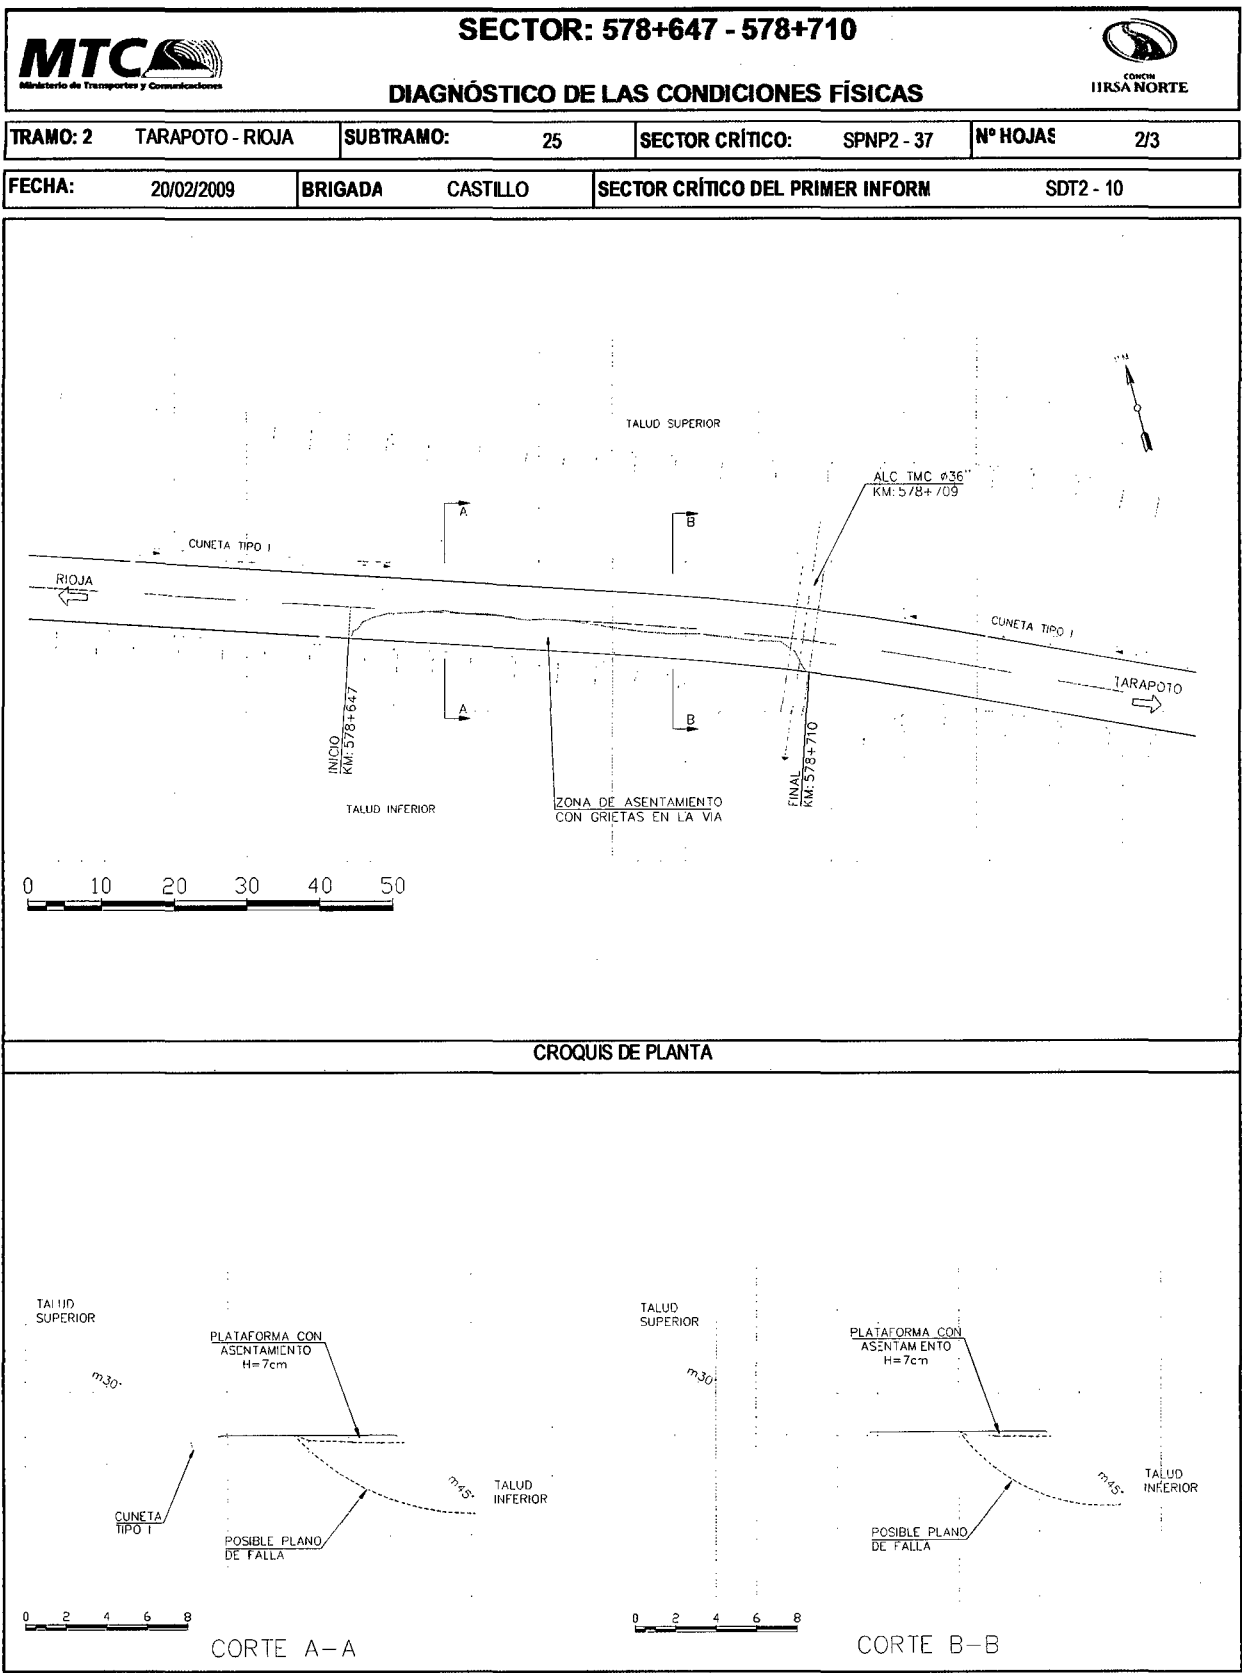 SECTOR: 578+647 - 578+710
MTC
Ministerio de Transportes y Comunicaciones
DIAGNÓSTICO DE LAS CONDICIONES FÍSICAS
CONCIN
IIRSA NORTE
TRAMO: 2 TARAPOTO - RIOJA SUBTRAMO: 25 SECTOR CRÍTICO: SPNP2 - 37 Nº HOJAS 2/3
FECHA: 20/02/2009 BRIGADA CASTILLO SECTOR CRÍTICO DEL PRIMER INFORM SDT2 - 10
TALUD SUPERIOR
ALC TMC ø36"
KM: 578+709
A
B
CUNETA TIPO I
RIOJA
CUNETA TIPO I
TARAPOTO
A
B
INICIO
KM: 578+647
FINAL
KM: 578+710
ZONA DE ASENTAMIENTO
CON GRIETAS EN LA VIA
TALUD INFERIOR
0 10 20 30 40 50
CROQUIS DE PLANTA
TALUD
SUPERIOR
PLATAFORMA CON
ASENTAMIENTO
H=7cm
m30°
CUNETA
TIPO I
POSIBLE PLANO
DE FALLA
m45°
TALUD
INFERIOR
0 2 4 6 8
CORTE A-A
TALUD
SUPERIOR
PLATAFORMA CON
ASENTAMIENTO
H=7cm
m30°
POSIBLE PLANO
DE FALLA
m45°
TALUD
INFERIOR
0 2 4 6 8
CORTE B-B